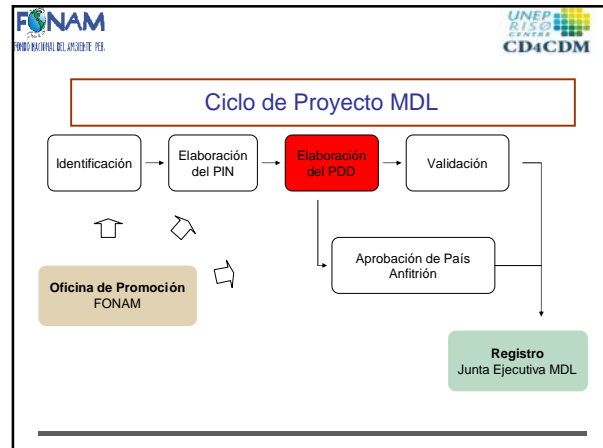 FONAM
FONDO NACIONAL DEL AMBIENTE PERÚ
UNEP
RISØ
CENTRE
CD4CDM
Ciclo de Proyecto MDL
Identificación
Elaboración
del PIN
Elaboración
del PDD
Validación
Aprobación de País
Anfitrión
Oficina de Promoción
FONAM
Registro
Junta Ejecutiva MDL